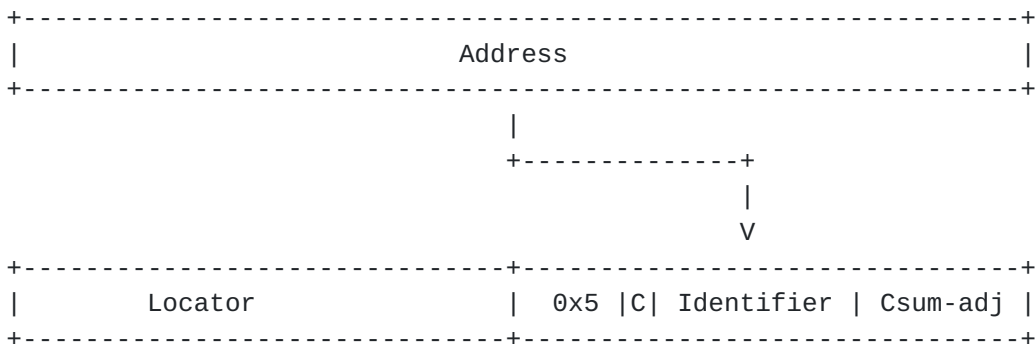 Address
V
Locator | 0x5 |C| Identifier | Csum-adj |